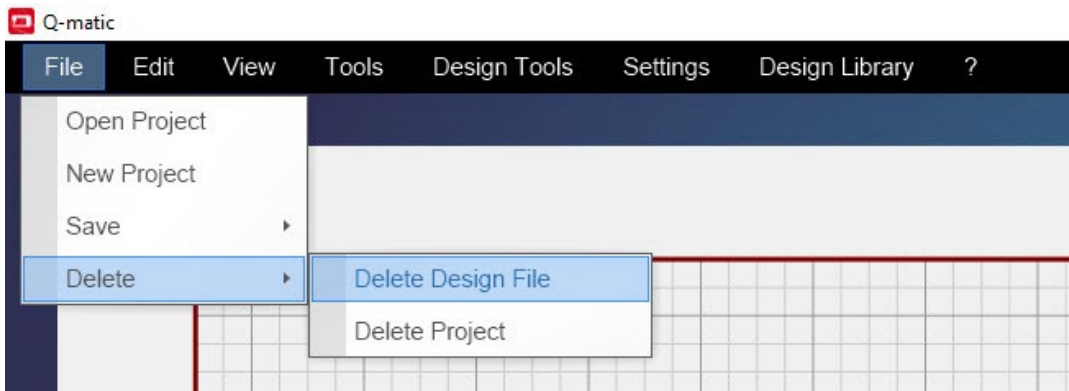 Q-matic
File Edit View Tools Design Tools Settings Design Library ?
Open Project
New Project
Save
Delete
Delete Design File
Delete Project